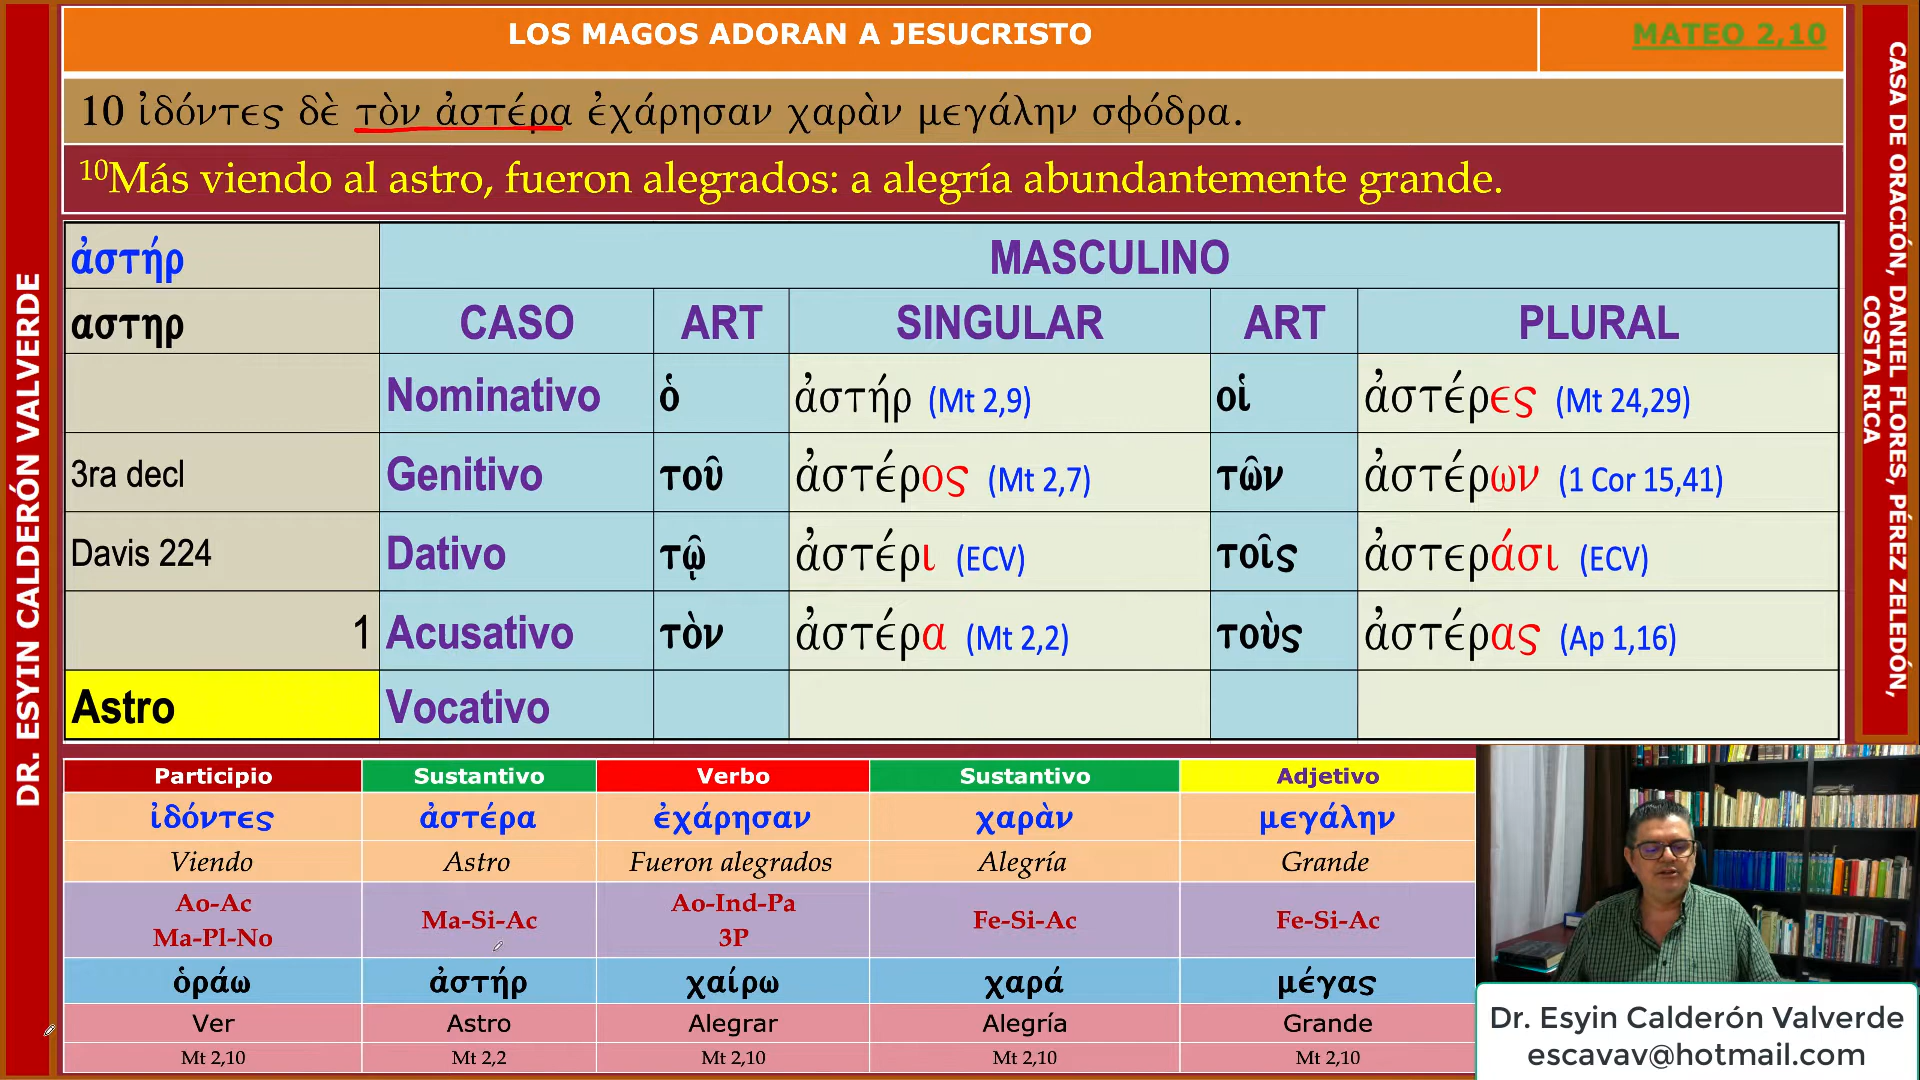 LOS MAGOS ADORAN A JESUCRISTO
MATEO 2,10
10 ἰδόντες δὲ τὸν ἀστέρα ἐχάρησαν χαρὰν μεγάλην σφόδρα.
10Más viendo al astro, fueron alegrados: a alegría abundantemente grande.
ἀστήρ MASCULINO
αστηρ CASO ART SINGULAR ART PLURAL
Nominativo ὁ ἀστήρ (Mt 2,9) οἱ ἀστέρες (Mt 24,29)
3ra decl Genitivo τοῦ ἀστέρος (Mt 2,7) τῶν ἀστέρων (1 Cor 15,41)
Davis 224 Dativo τῷ ἀστέρι (ECV) τοῖς ἀστεράσι (ECV)
1 Acusativo τὸν ἀστέρα (Mt 2,2) τοὺς ἀστέρας (Ap 1,16)
Astro Vocativo
Participio Sustantivo Verbo Sustantivo Adjetivo
ἰδόντες ἀστέρα ἐχάρησαν χαρὰν μεγάλην
Viendo Astro Fueron alegrados Alegría Grande
Ao-Ac Ma-Si-Ac Ao-Ind-Pa Fe-Si-Ac Fe-Si-Ac
Ma-Pl-No 3P
ὁράω ἀστήρ χαίρω χαρά μέγας
Ver Astro Alegrar Alegría Grande
Mt 2,10 Mt 2,2 Mt 2,10 Mt 2,10 Mt 2,10
DR. ESYIN CALDERÓN VALVERDE
CASA DE ORACIÓN, DANIEL FLORES, PÉREZ ZELEDÓN,
COSTA RICA
Dr. Esyin Calderón Valverde
escavav@hotmail.com